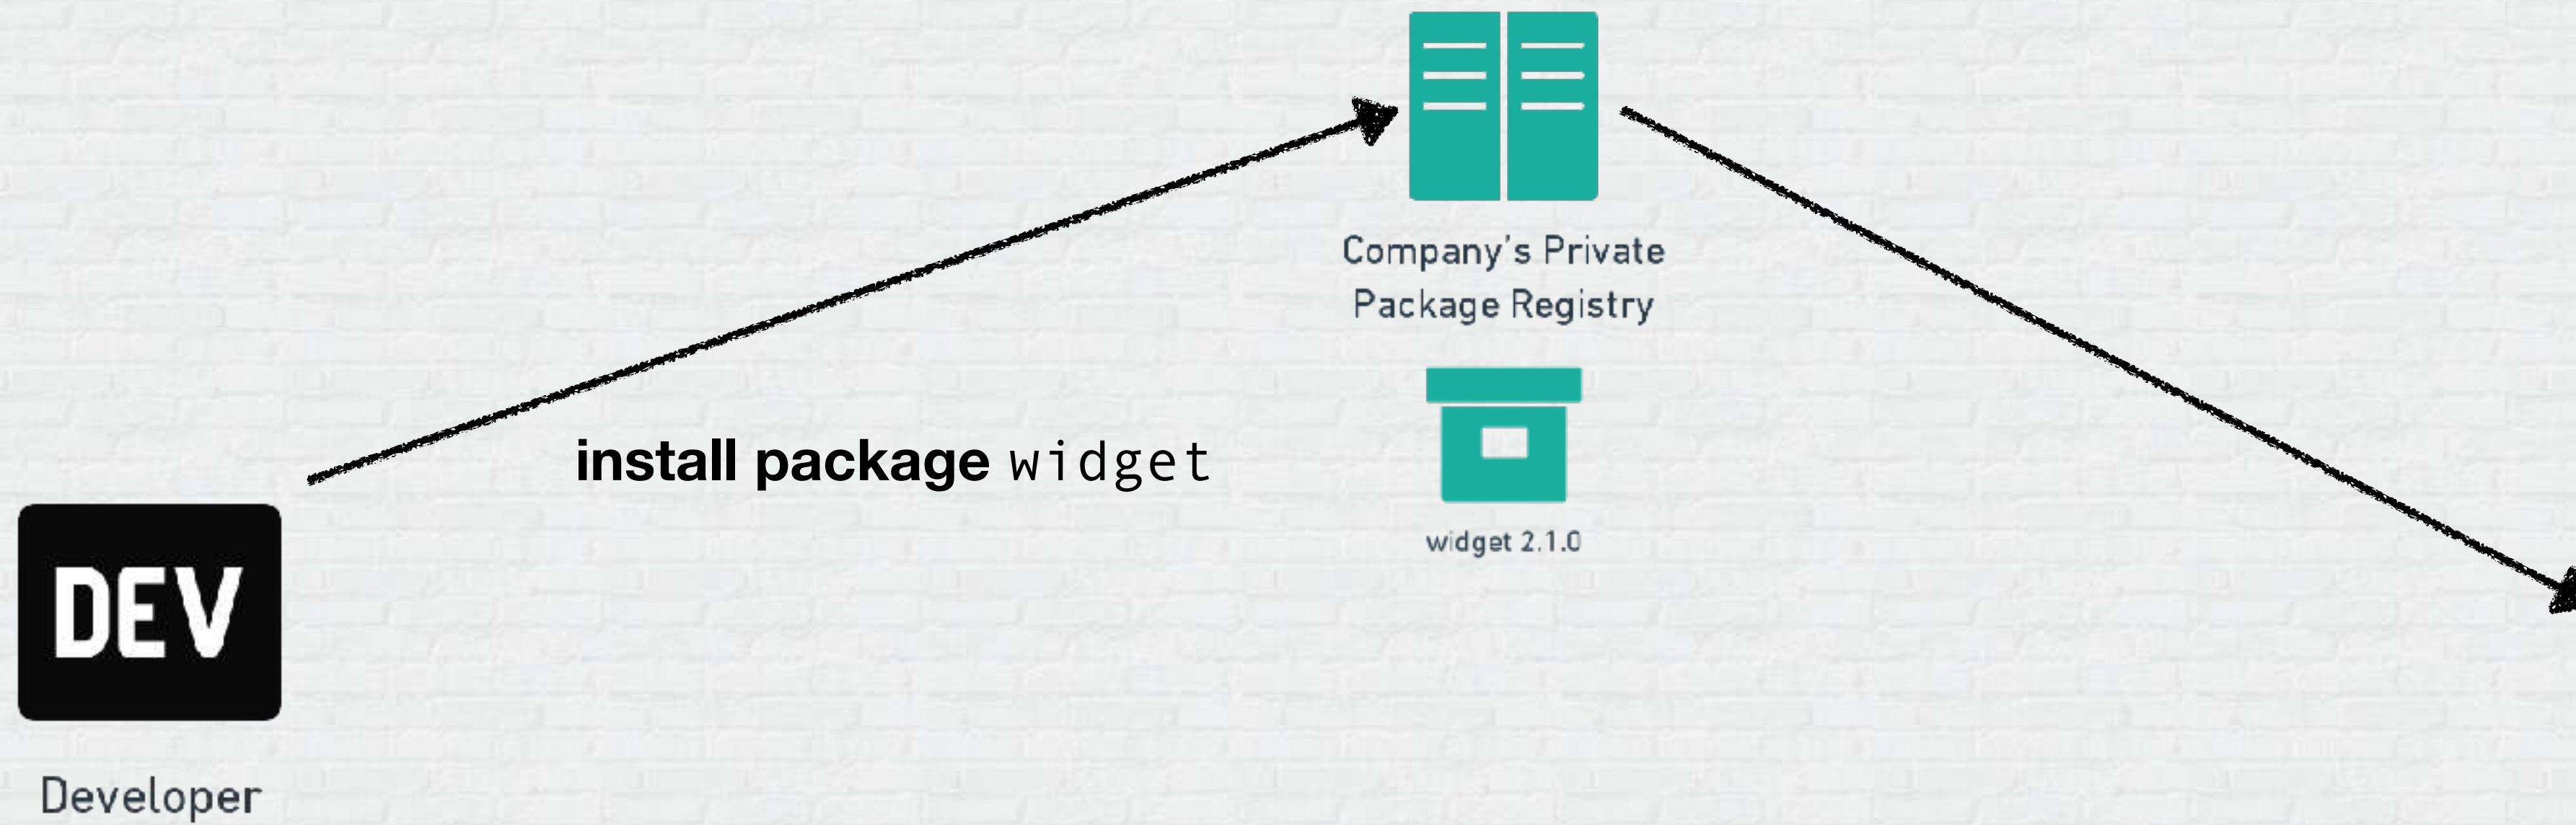 Company's Private
Package Registry
install package widget
widget 2.1.0
DEV
Developer